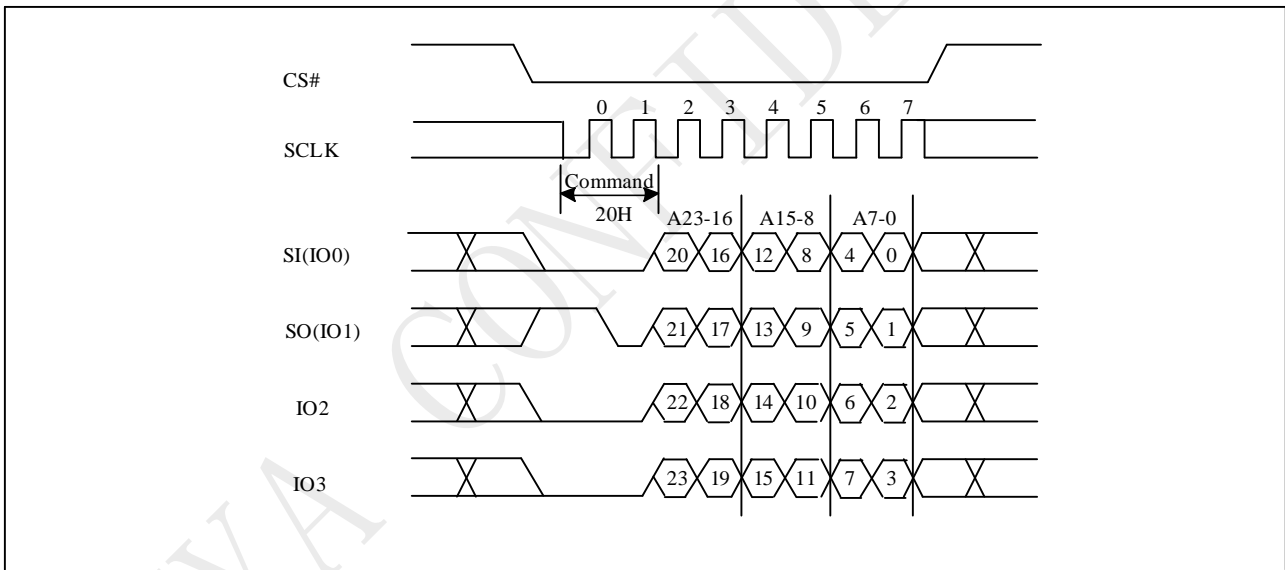 CS#
0 1 2 3 4 5 6 7
SCLK
Command
20H
A23-16 A15-8 A7-0
SI(IO0) 20 16 12 8 4 0
SO(IO1) 21 17 13 9 5 1
IO2 22 18 14 10 6 2
IO3 23 19 15 11 7 3